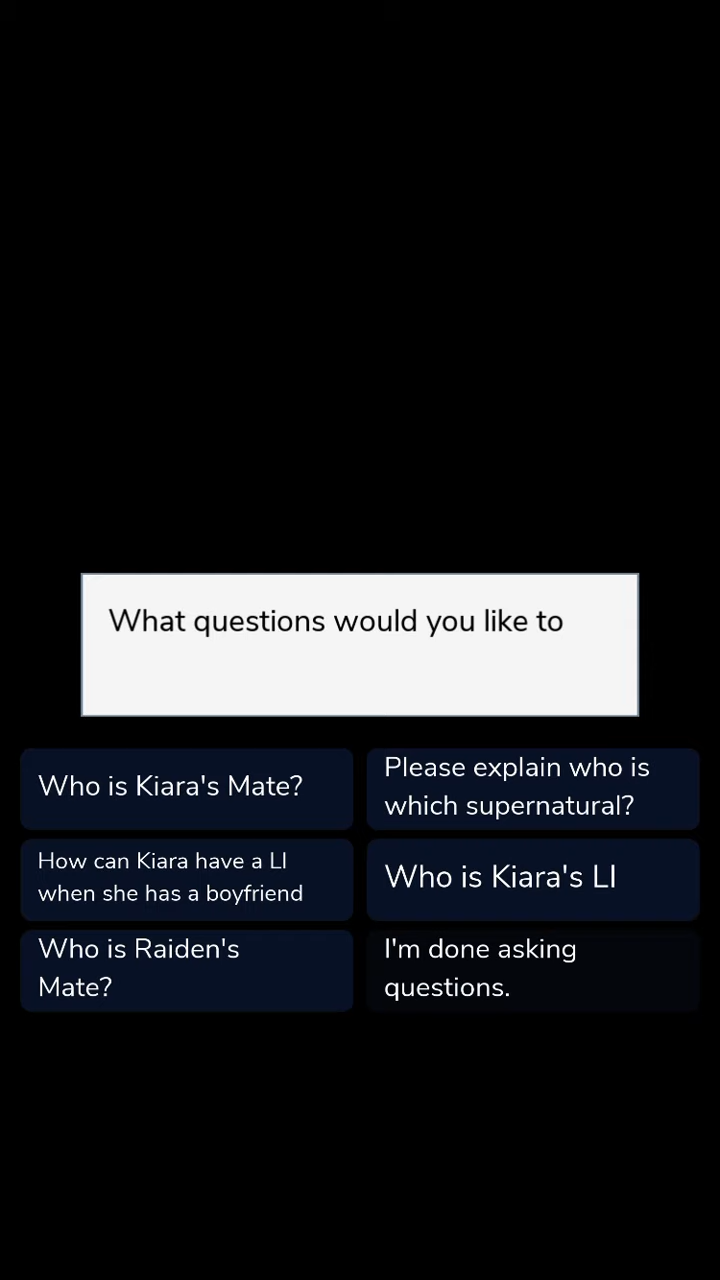 What questions would you like to
Who is Kiara's Mate?
Please explain who is
which supernatural?
How can Kiara have a LI
when she has a boyfriend
Who is Kiara's LI
Who is Raiden's
Mate?
I'm done asking
questions.